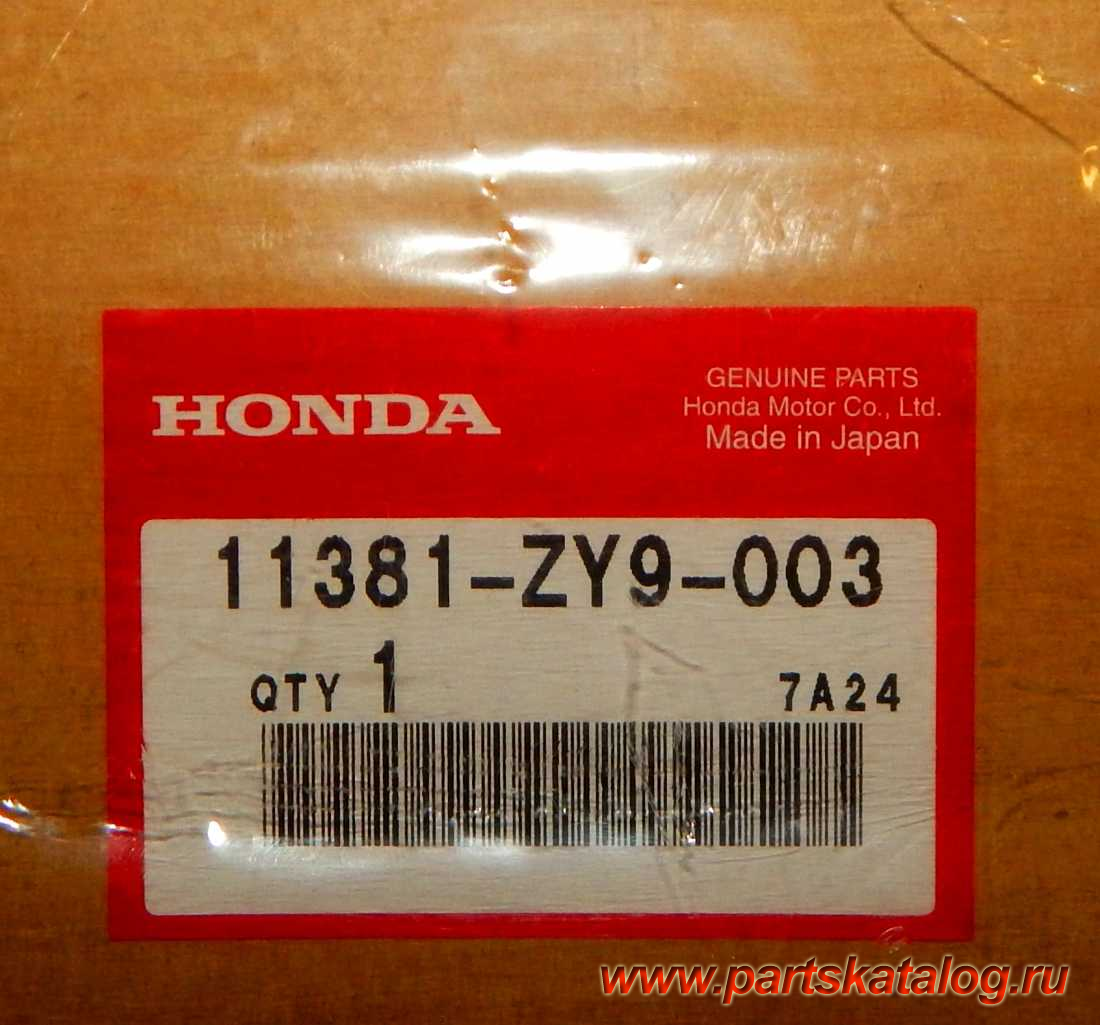 HONDA
GENUINE PARTS
Honda Motor Co., Ltd.
Made in Japan
11381-ZY9-003
QTY 1 7A24
www.partskatalog.ru